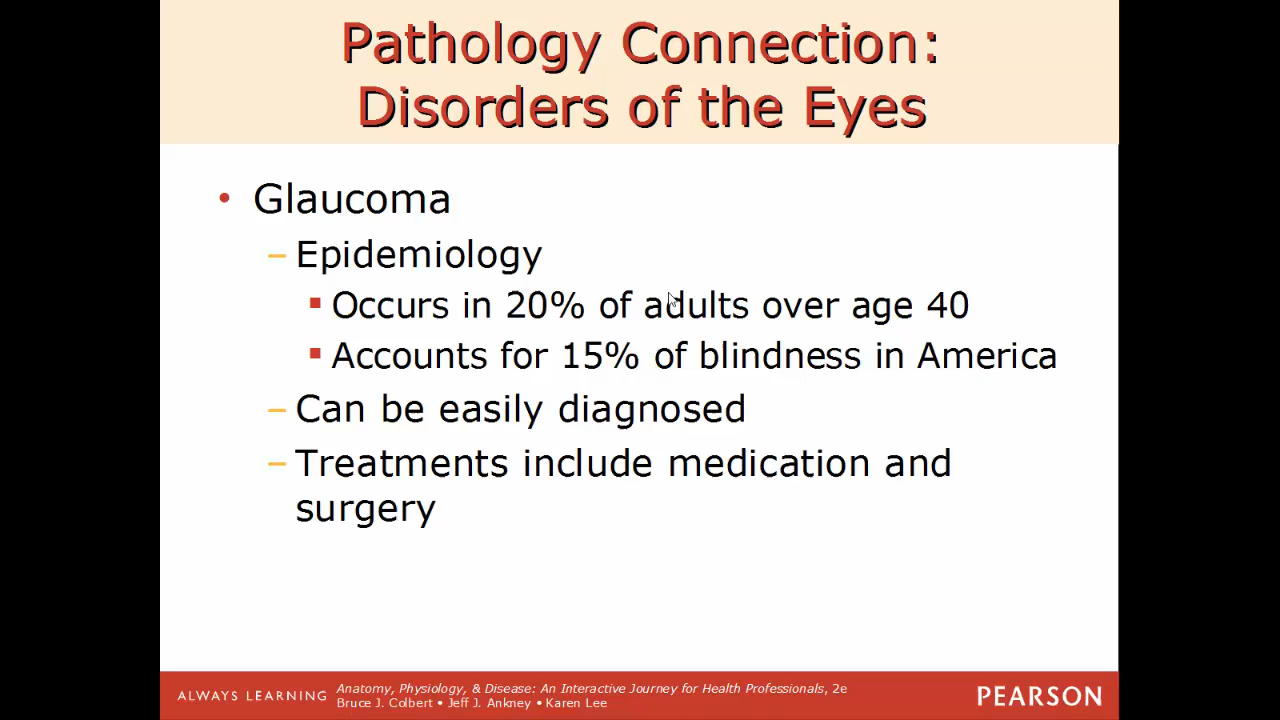 Pathology Connection:
Disorders of the Eyes
• Glaucoma
– Epidemiology
▪ Occurs in 20% of adults over age 40
▪ Accounts for 15% of blindness in America
– Can be easily diagnosed
– Treatments include medication and
surgery
ALWAYS LEARNING
Anatomy, Physiology, & Disease: An Interactive Journey for Health Professionals, 2e
Bruce J. Colbert • Jeff J. Ankney • Karen Lee
PEARSON